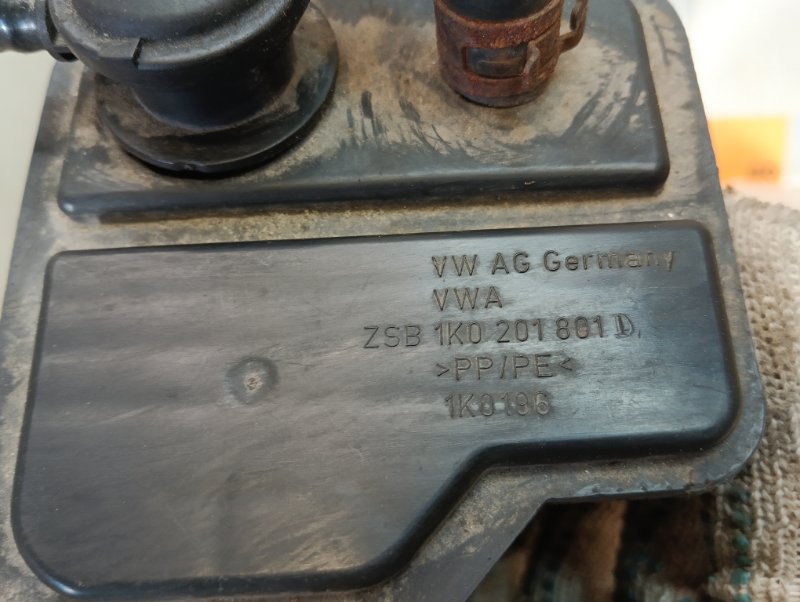 VW AG Germany
VWA
ZSB 1K0 201 801 D
>PP/PE<
1K0196